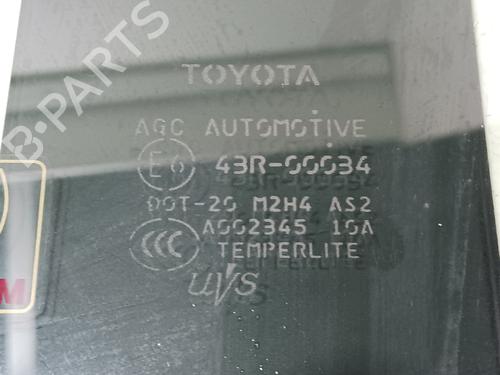 B-PARTS
TOYOTA
AGC AUTOMOTIVE
E6 43R-00034
DOT-20 M2H4 AS2
CCC A002345 10A
TEMPERLITE
UVS
M